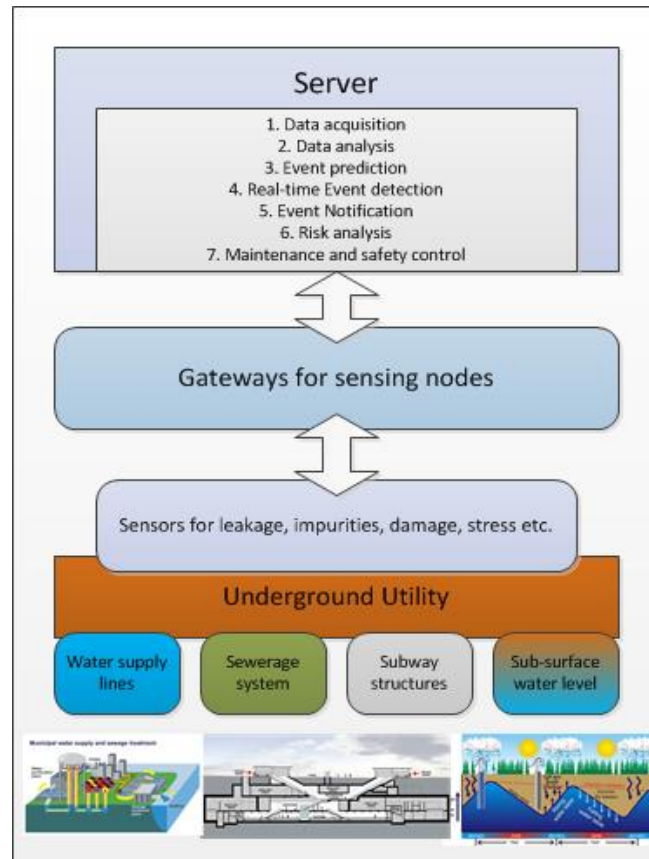 Server
1. Data acquisition
2. Data analysis
3. Event prediction
4. Real-time Event detection
5. Event Notification
6. Risk analysis
7. Maintenance and safety control
Gateways for sensing nodes
Sensors for leakage, impurities, damage, stress etc.
Underground Utility
Water supply
lines
Sewerage
system
Subway
structures
Sub-surface
water level
Municipal water supply and sewage treatment